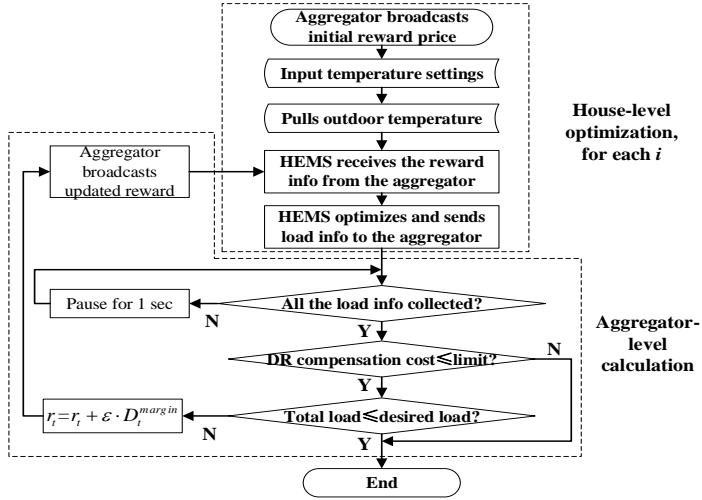 Aggregator broadcasts
initial reward price
Input temperature settings
Pulls outdoor temperature
House-level
optimization,
for each i
Aggregator
broadcasts
updated reward
HEMS receives the reward
info from the aggregator
HEMS optimizes and sends
load info to the aggregator
Pause for 1 sec
N
All the load info collected?
Y
Aggregator-
level
calculation
DR compensation cost≤limit?
N
Y
r_t=r_t + ε · D_t^{margin}
N
Total load≤desired load?
Y
End